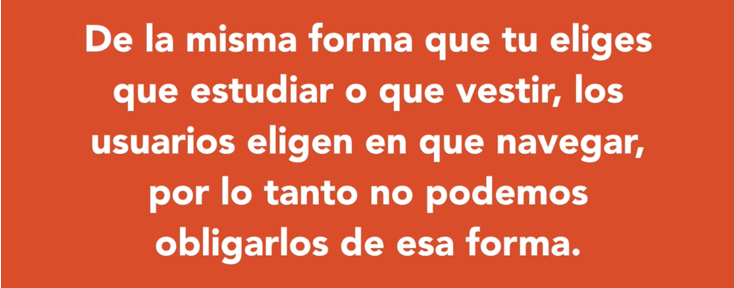 De la misma forma que tu eliges
que estudiar o que vestir, los
usuarios eligen en que navegar,
por lo tanto no podemos
obligarlos de esa forma.